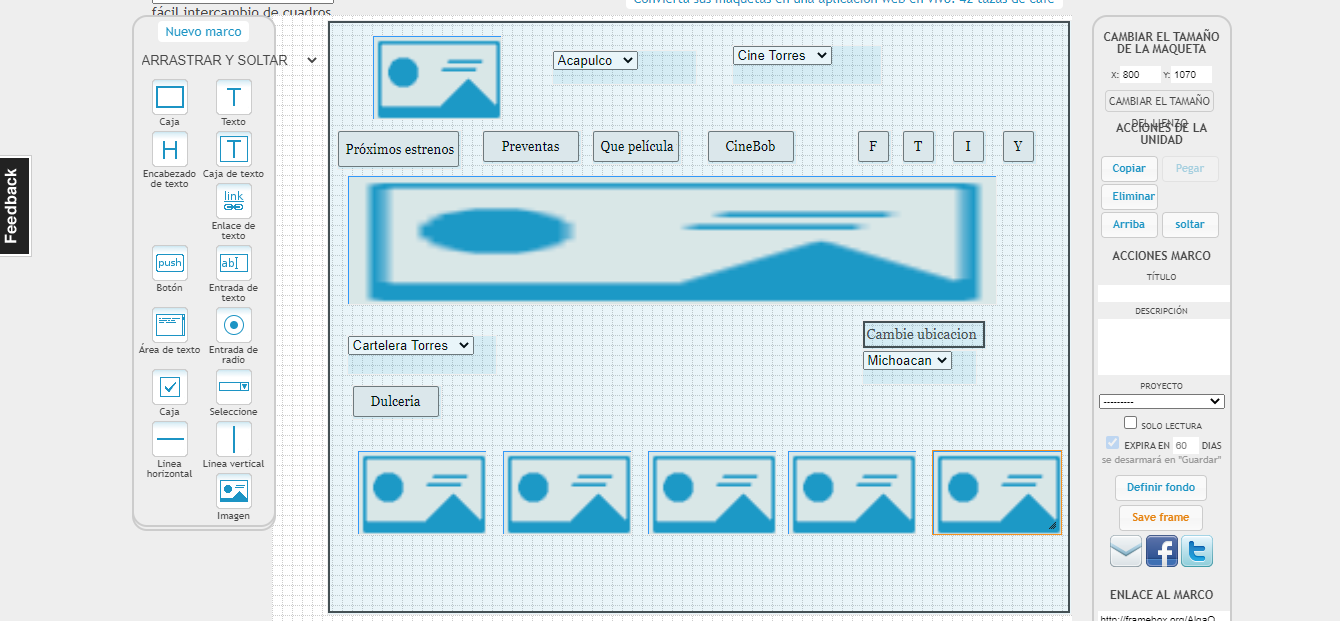 Convierta sus maquetas en una aplicación web en vivo. 42 tazas de café
fácil intercambio de cuadros
Nuevo marco
ARRASTRAR Y SOLTAR
Caja
T
Texto
H
Encabezado
de texto
T
Caja de texto
link
Enlace de
texto
push
Botón
ab
Entrada de
texto
Área de texto
Entrada de
radio
Caja
Seleccione
Línea
horizontal
Línea vertical
Imagen
Feedback
Acapulco
Cine Torres
Próximos estrenos
Preventas
Que película
CineBob
F
T
I
Y
Cartelera Torres
Cambie ubicacion
Michoacan
Dulceria
CAMBIAR EL TAMAÑO
DE LA MAQUETA
X: 800 Y: 1070
CAMBIAR EL TAMAÑO
DEL LIENZO
ACCIONES DE LA
UNIDAD
Copiar
Pegar
Eliminar
Arriba
soltar
ACCIONES MARCO
TÍTULO
DESCRIPCIÓN
PROYECTO
---------
SOLO LECTURA
EXPIRA EN 60 DIAS
se desarmará en "Guardar"
Definir fondo
Save frame
ENLACE AL MARCO